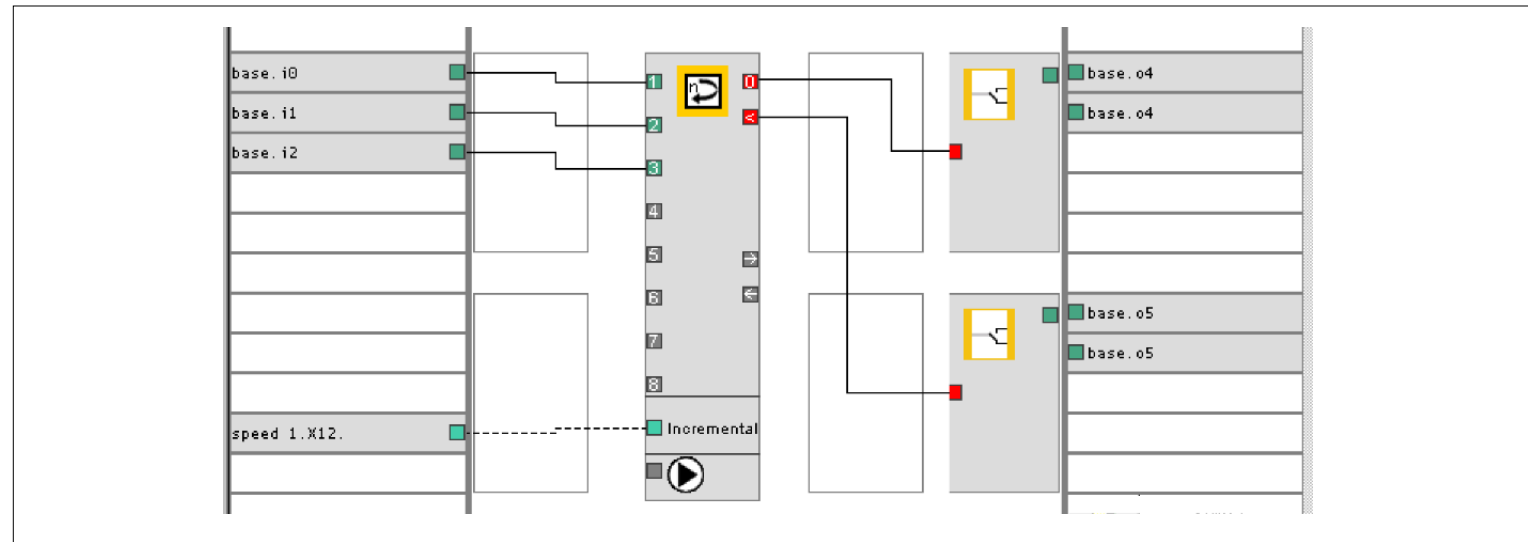 base.i0
base.i1
base.i2
speed 1.X12.
n
1
2
3
4
5
6
7
8
0
<
→
←
Incremental
base.o4
base.o4
base.o5
base.o5